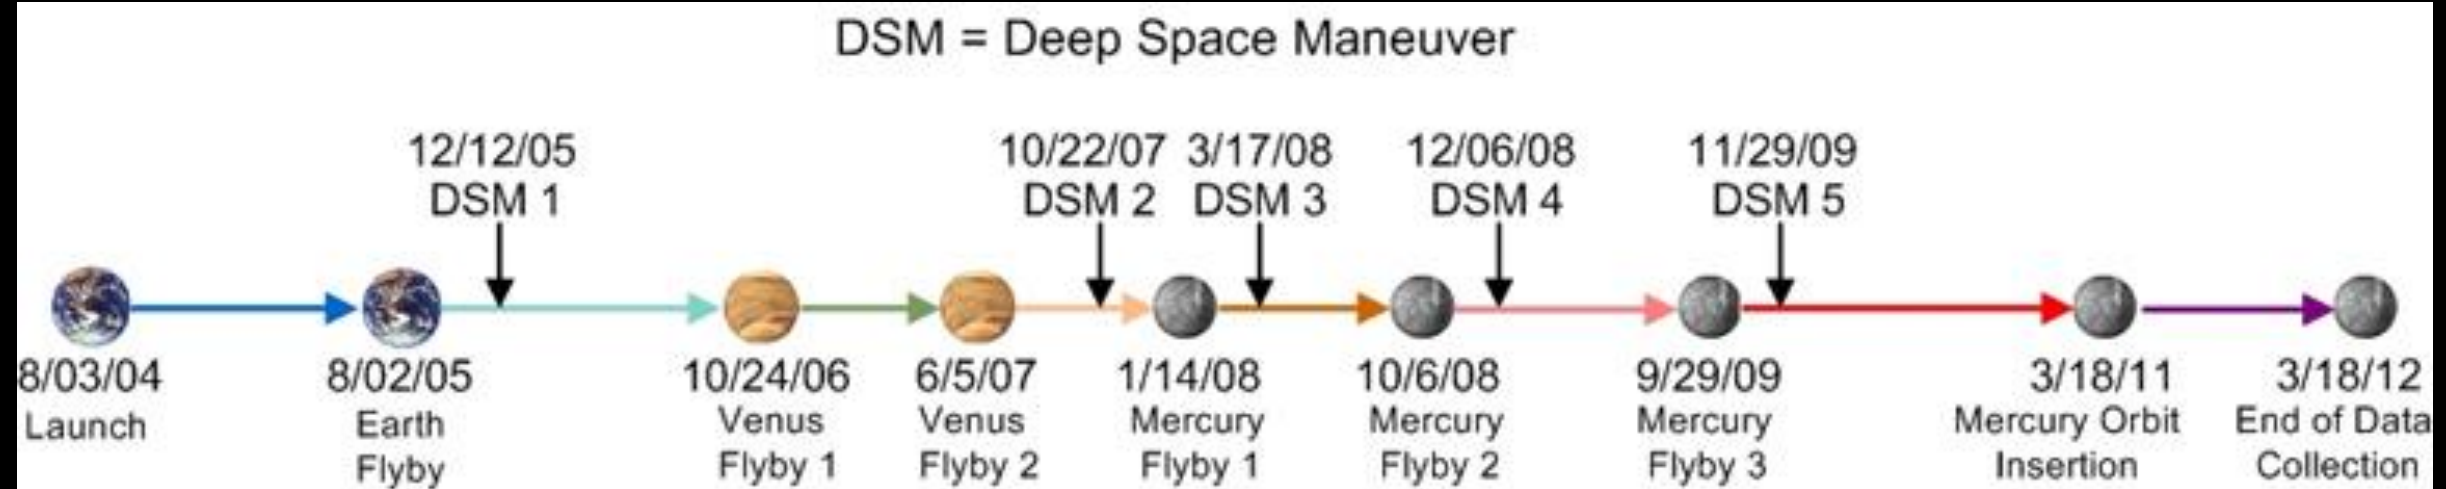 DSM = Deep Space Maneuver
12/12/05
DSM 1
10/22/07
DSM 2
3/17/08
DSM 3
12/06/08
DSM 4
11/29/09
DSM 5
8/03/04
Launch
8/02/05
Earth
Flyby
10/24/06
Venus
Flyby 1
6/5/07
Venus
Flyby 2
1/14/08
Mercury
Flyby 1
10/6/08
Mercury
Flyby 2
9/29/09
Mercury
Flyby 3
3/18/11
Mercury Orbit
Insertion
3/18/12
End of Data
Collection